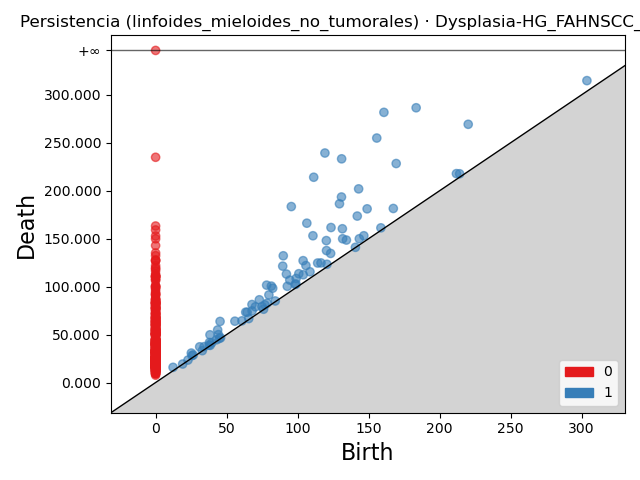 Persistencia (linfoides_mieloides_no_tumorales) · Dysplasia-HG_FAHNSCC_
+∞
300.000
250.000
200.000
150.000
100.000
50.000
0.000
Death
0 50 100 150 200 250 300
Birth
0
1